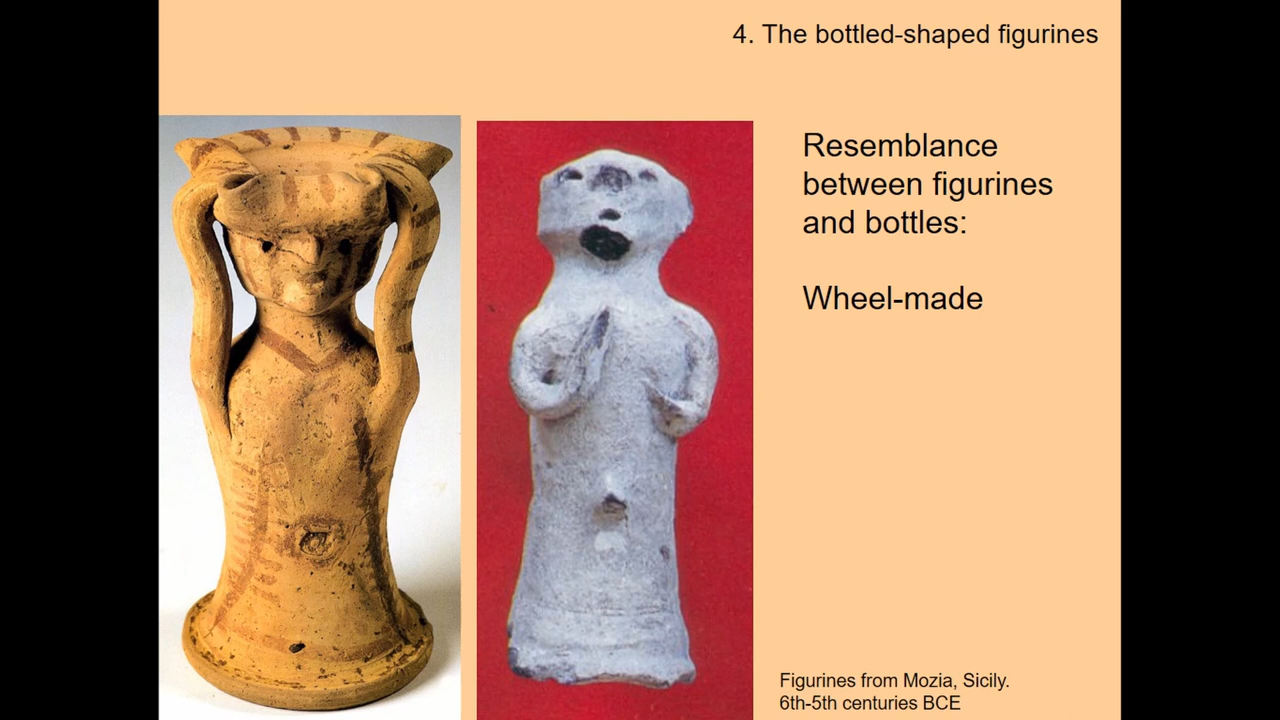 4. The bottled-shaped figurines
Resemblance
between figurines
and bottles:
Wheel-made
Figurines from Mozia, Sicily.
6th-5th centuries BCE